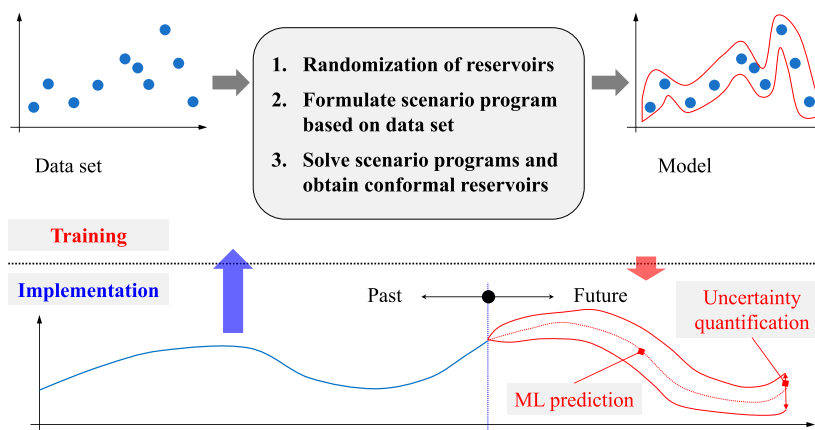 1. Randomization of reservoirs
2. Formulate scenario program
based on data set
3. Solve scenario programs and
obtain conformal reservoirs
Data set
Model
Training
Implementation
Past
Future
Uncertainty
quantification
ML prediction